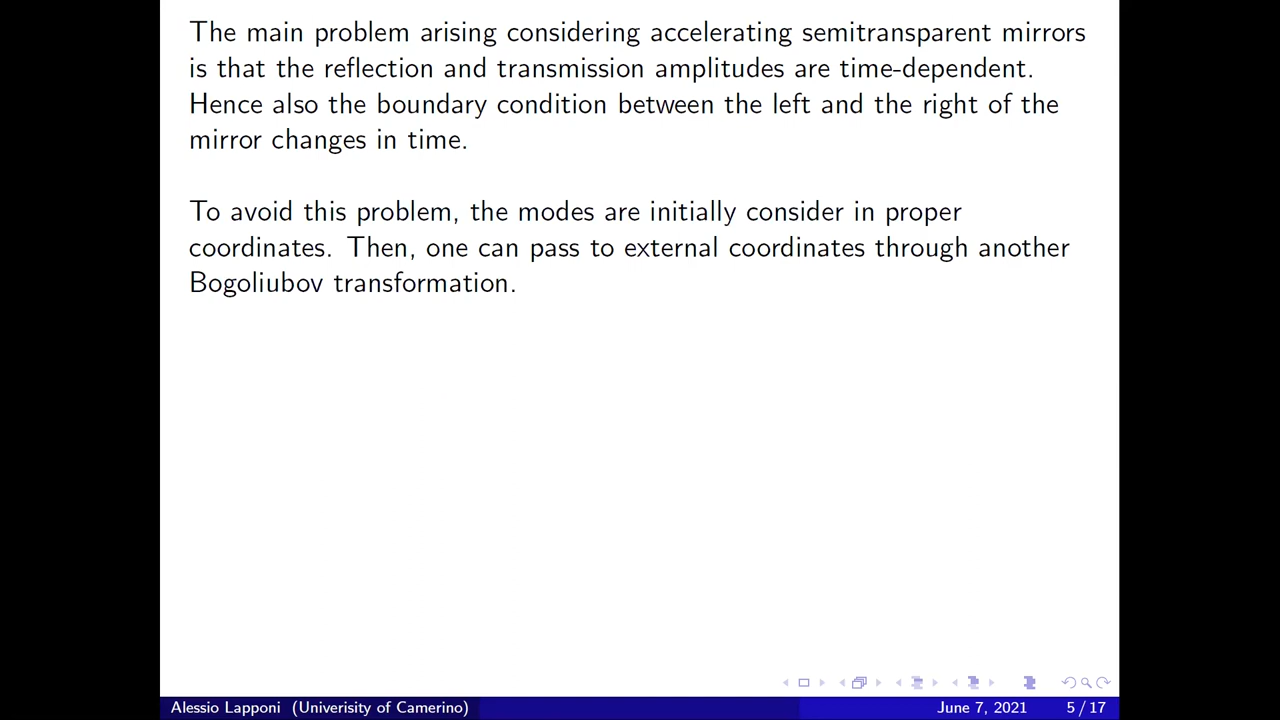 The main problem arising considering accelerating semitransparent mirrors
is that the reflection and transmission amplitudes are time-dependent.
Hence also the boundary condition between the left and the right of the
mirror changes in time.
To avoid this problem, the modes are initially consider in proper
coordinates. Then, one can pass to external coordinates through another
Bogoliubov transformation.
Alessio Lapponi (Univerisity of Camerino)
June 7, 2021
5 / 17